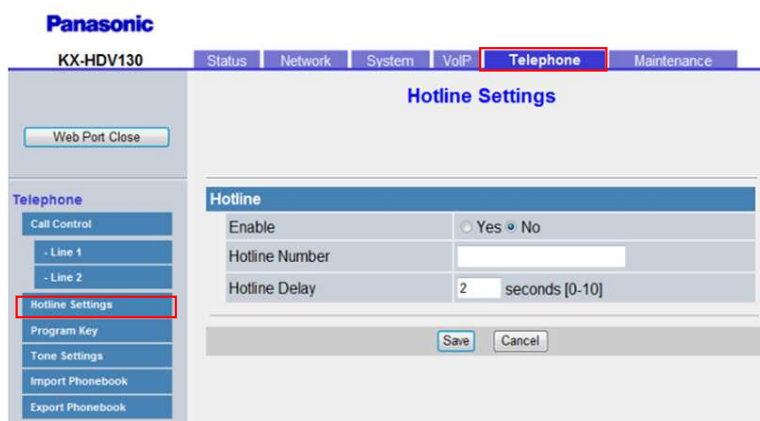 Panasonic
KX-HDV130
Status Network System VoIP Telephone Maintenance
Hotline Settings
Web Port Close
Telephone
Call Control
- Line 1
- Line 2
Hotline Settings
Program Key
Tone Settings
Import Phonebook
Export Phonebook
Hotline
Enable Yes No
Hotline Number
Hotline Delay 2 seconds [0-10]
Save Cancel